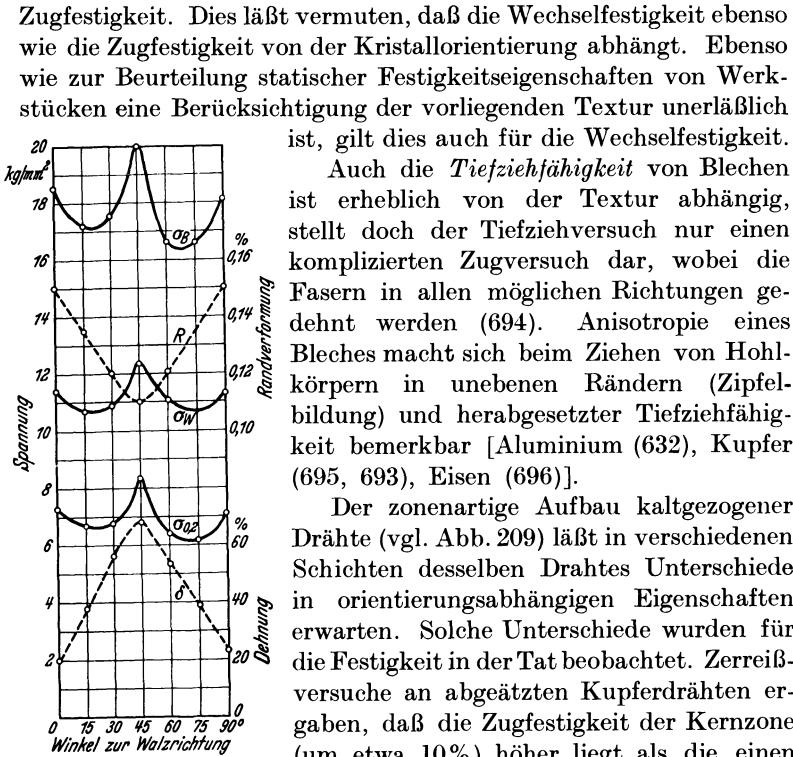 Zugfestigkeit. Dies läßt vermuten, daß die Wechselfestigkeit ebenso
wie die Zugfestigkeit von der Kristallorientierung abhängt. Ebenso
wie zur Beurteilung statischer Festigkeitseigenschaften von Werk-
stücken eine Berücksichtigung der vorliegenden Textur unerläßlich
ist, gilt dies auch für die Wechselfestigkeit.
Auch die Tiefziehfähigkeit von Blechen
ist erheblich von der Textur abhängig,
stellt doch der Tiefziehversuch nur einen
komplizierten Zugversuch dar, wobei die
Fasern in allen möglichen Richtungen ge-
dehnt werden (694). Anisotropie eines
Bleches macht sich beim Ziehen von Hohl-
körpern in unebenen Rändern (Zipfel-
bildung) und herabgesetzter Tiefziehfähig-
keit bemerkbar [Aluminium (632), Kupfer
(695, 693), Eisen (696)].
Der zonenartige Aufbau kaltgezogener
Drähte (vgl. Abb. 209) läßt in verschiedenen
Schichten desselben Drahtes Unterschiede
in orientierungsabhängigen Eigenschaften
erwarten. Solche Unterschiede wurden für
die Festigkeit in der Tat beobachtet. Zerreiß-
versuche an abgeätzten Kupferdrähten er-
gaben, daß die Zugfestigkeit der Kernzone
(um etwa 10%) höher liegt als die einen
20
kg/mm²
18
16
14
12
10
8
6
4
2
Spannung
σB
R
σW
σ0,2
δ
%
0,16
0,14
0,12
0,10
Randverformung
%
60
40
20
0
Dehnung
0 15 30 45 60 75 90°
Winkel zur Walzrichtung